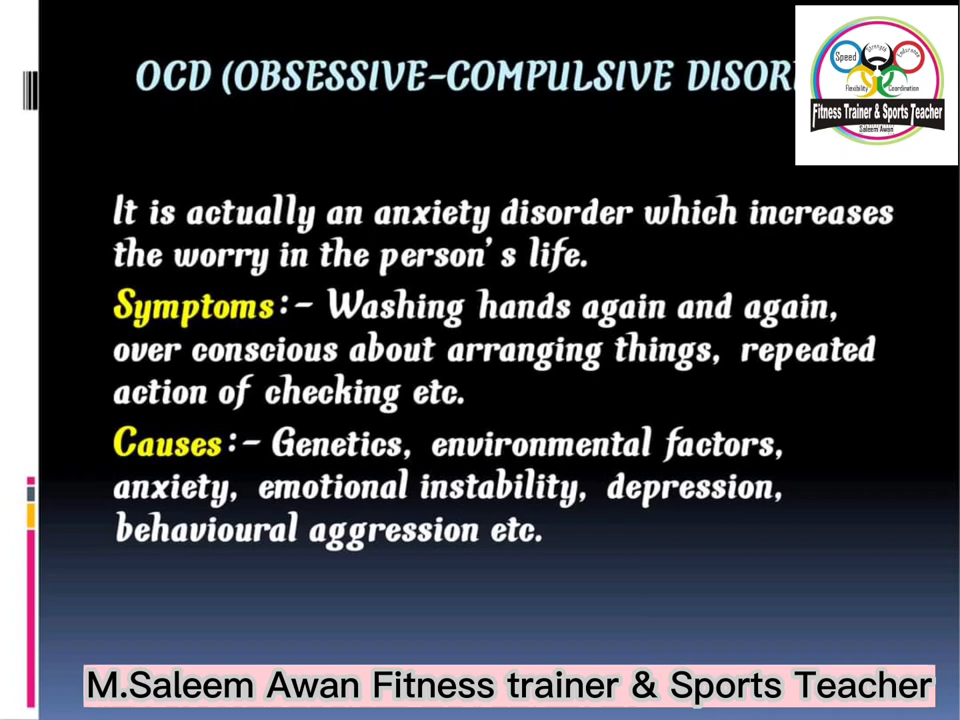 OCD (OBSESSIVE-COMPULSIVE
Speed
Strength
Endurance
Flexibility
Coordination
Fitness Trainer & Sports Teacher
Saleem Awan
It is actually an anxiety disorder which increases
the worry in the person's life.
Symptoms:- Washing hands again and again,
over conscious about arranging things, repeated
action of checking etc.
Causes:- Genetics, environmental factors,
anxiety, emotional instability, depression,
behavioural aggression etc.
M.Saleem Awan Fitness trainer & Sports Teacher